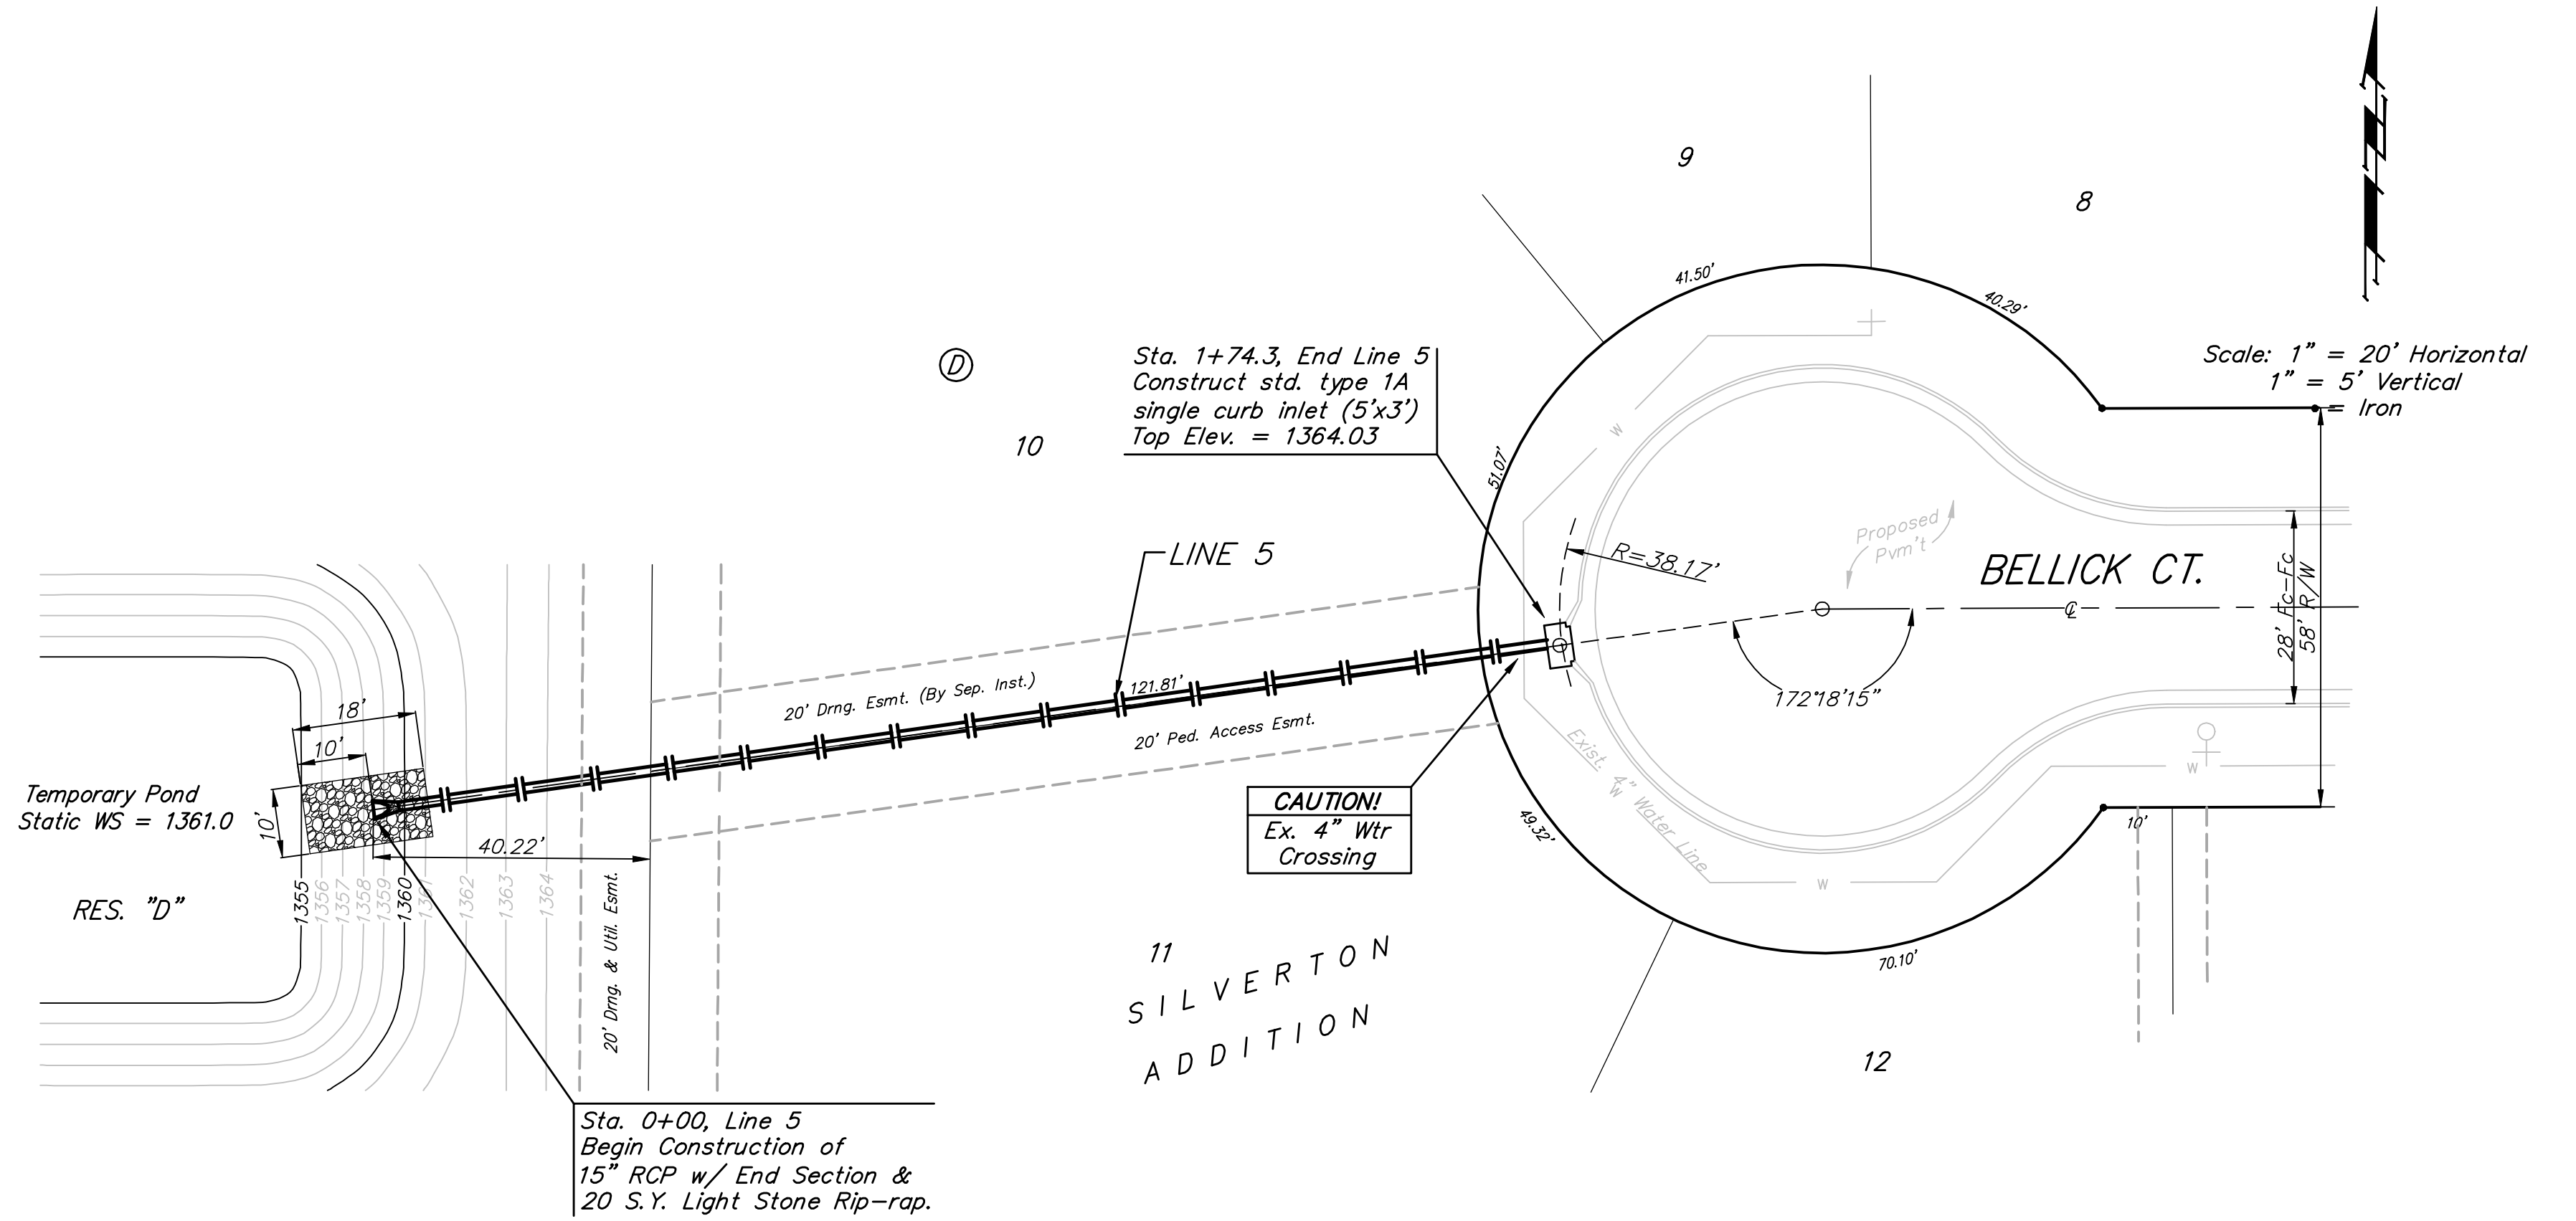 9
8
41.50'
40.29'
Scale: 1" = 20' Horizontal
1" = 5' Vertical
= Iron
D
10
Sta. 1+74.3, End Line 5
Construct std. type 1A
single curb inlet (5'x3')
Top Elev. = 1364.03
51.07'
W
LINE 5
R=38.17'
Proposed
Pvm't
BELLICK CT.
28' Fc-Fc
58' R/W
℄
172°18'15"
20' Drng. Esmt. (By Sep. Inst.)
121.81'
20' Ped. Access Esmt.
18'
10'
10'
Temporary Pond
Static WS = 1361.0
40.22'
RES. "D"
1355
1356
1357
1358
1359
1360
1361
1362
1363
1364
20' Drng. & Util. Esmt.
CAUTION!
Ex. 4" Wtr
Crossing
Exist. 4" Water Line
W
W
W
10'
49.32'
70.10'
11
SILVERTON
ADDITION
12
Sta. 0+00, Line 5
Begin Construction of
15" RCP w/ End Section &
20 S.Y. Light Stone Rip-rap.